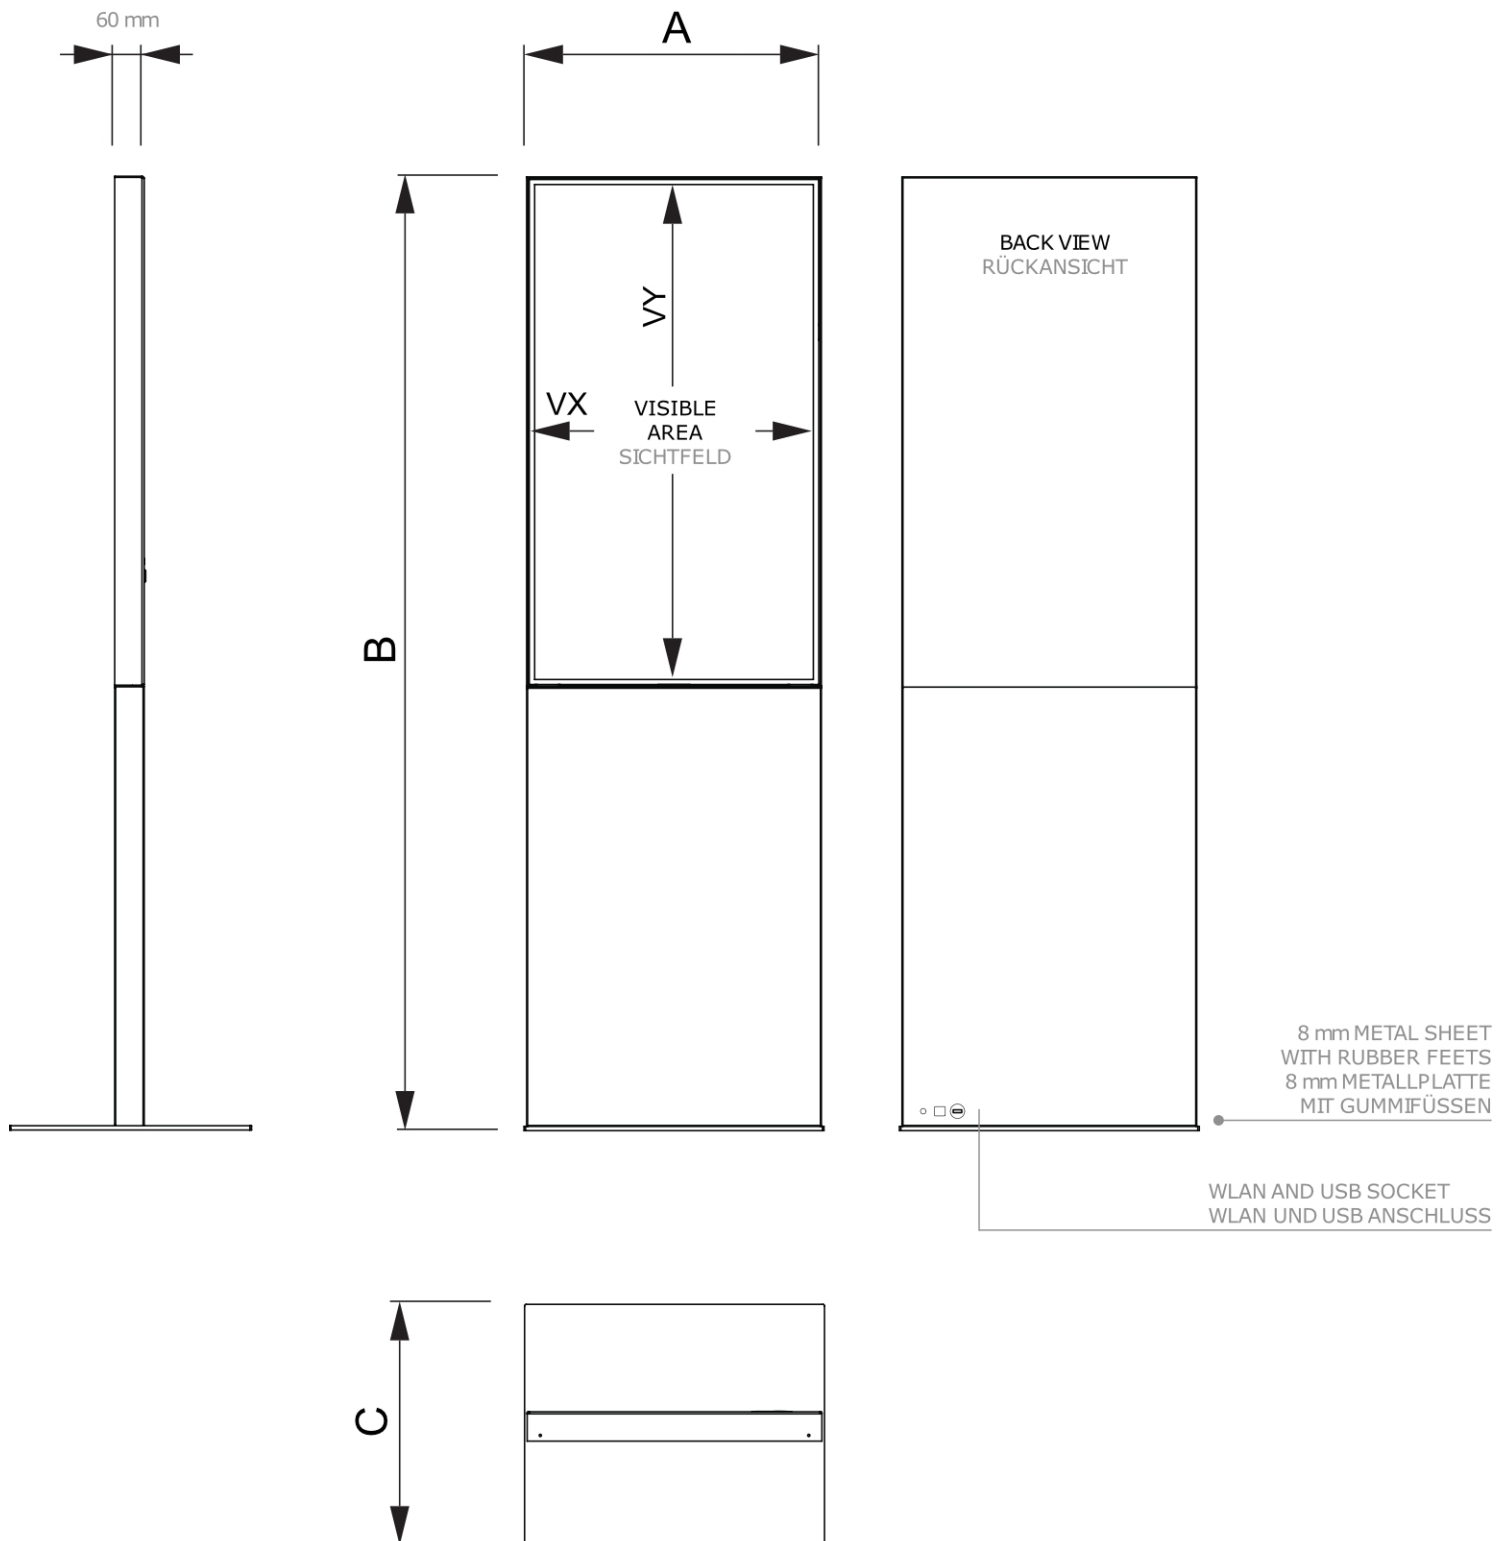 60 mm
A
BACK VIEW
RÜCKANSICHT
VY
VX
VISIBLE
AREA
SICHTFELD
B
8 mm METAL SHEET
WITH RUBBER FEETS
8 mm METALLPLATTE
MIT GUMMIFÜSSEN
WLAN AND USB SOCKET
WLAN UND USB ANSCHLUSS
C